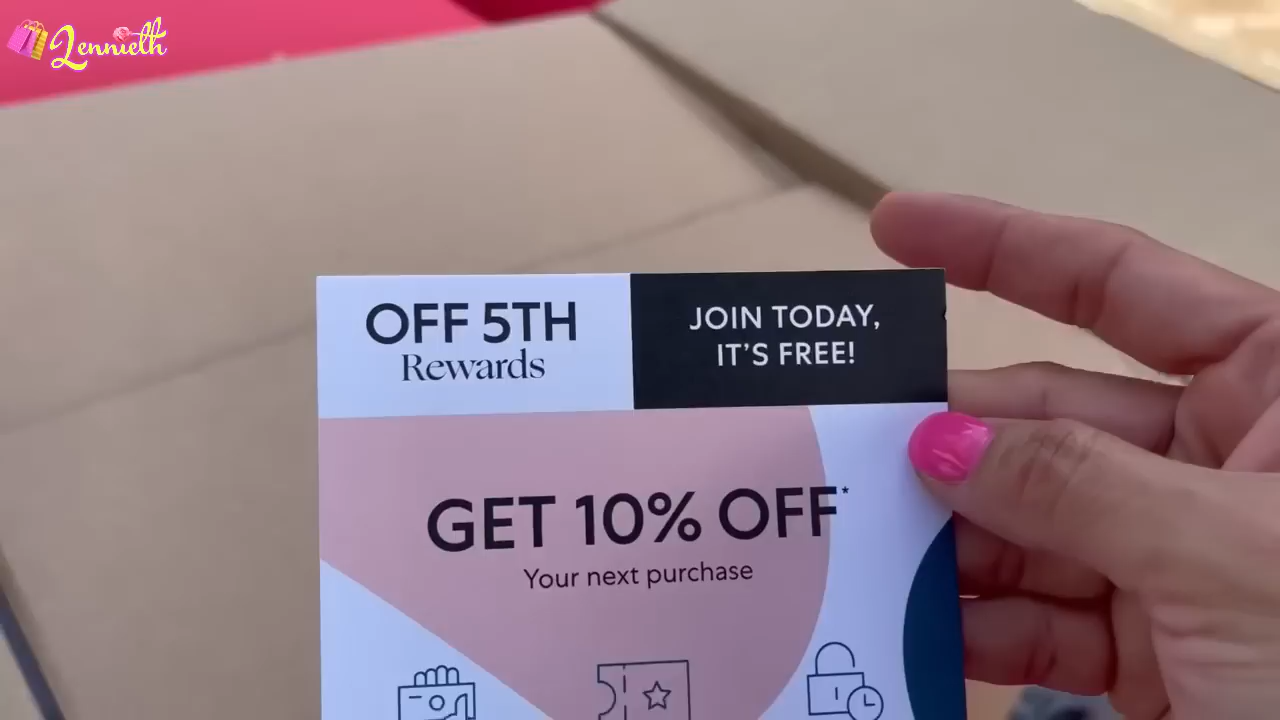 Lennieth
OFF 5TH
Rewards
JOIN TODAY,
IT'S FREE!
GET 10% OFF*
Your next purchase